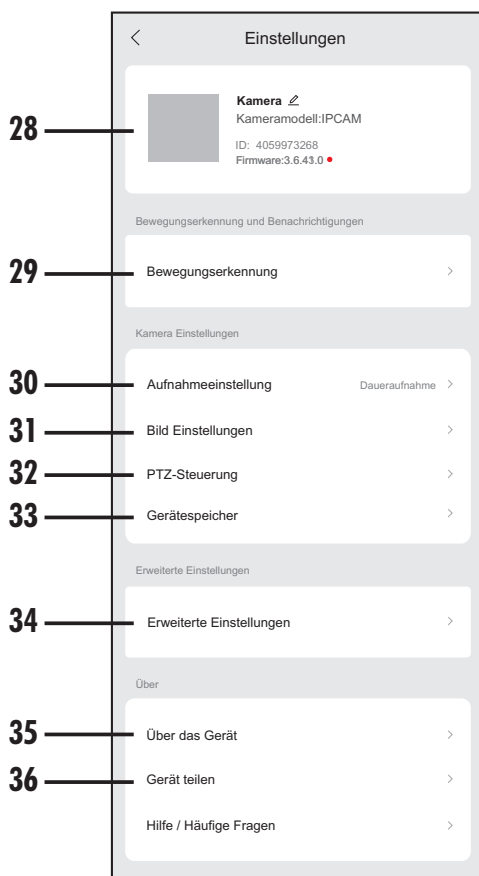 Einstellungen
28
Kamera
Kameramodell:IPCAM
ID: 4059973268
Firmware:3.6.43.0
Bewegungserkennung und Benachrichtigungen
29
Bewegungserkennung
Kamera Einstellungen
30
Aufnahmeeinstellung Daueraufnahme
31
Bild Einstellungen
32
PTZ-Steuerung
33
Gerätespeicher
Erweiterte Einstellungen
34
Erweiterte Einstellungen
Über
35
Über das Gerät
36
Gerät teilen
Hilfe / Häufige Fragen